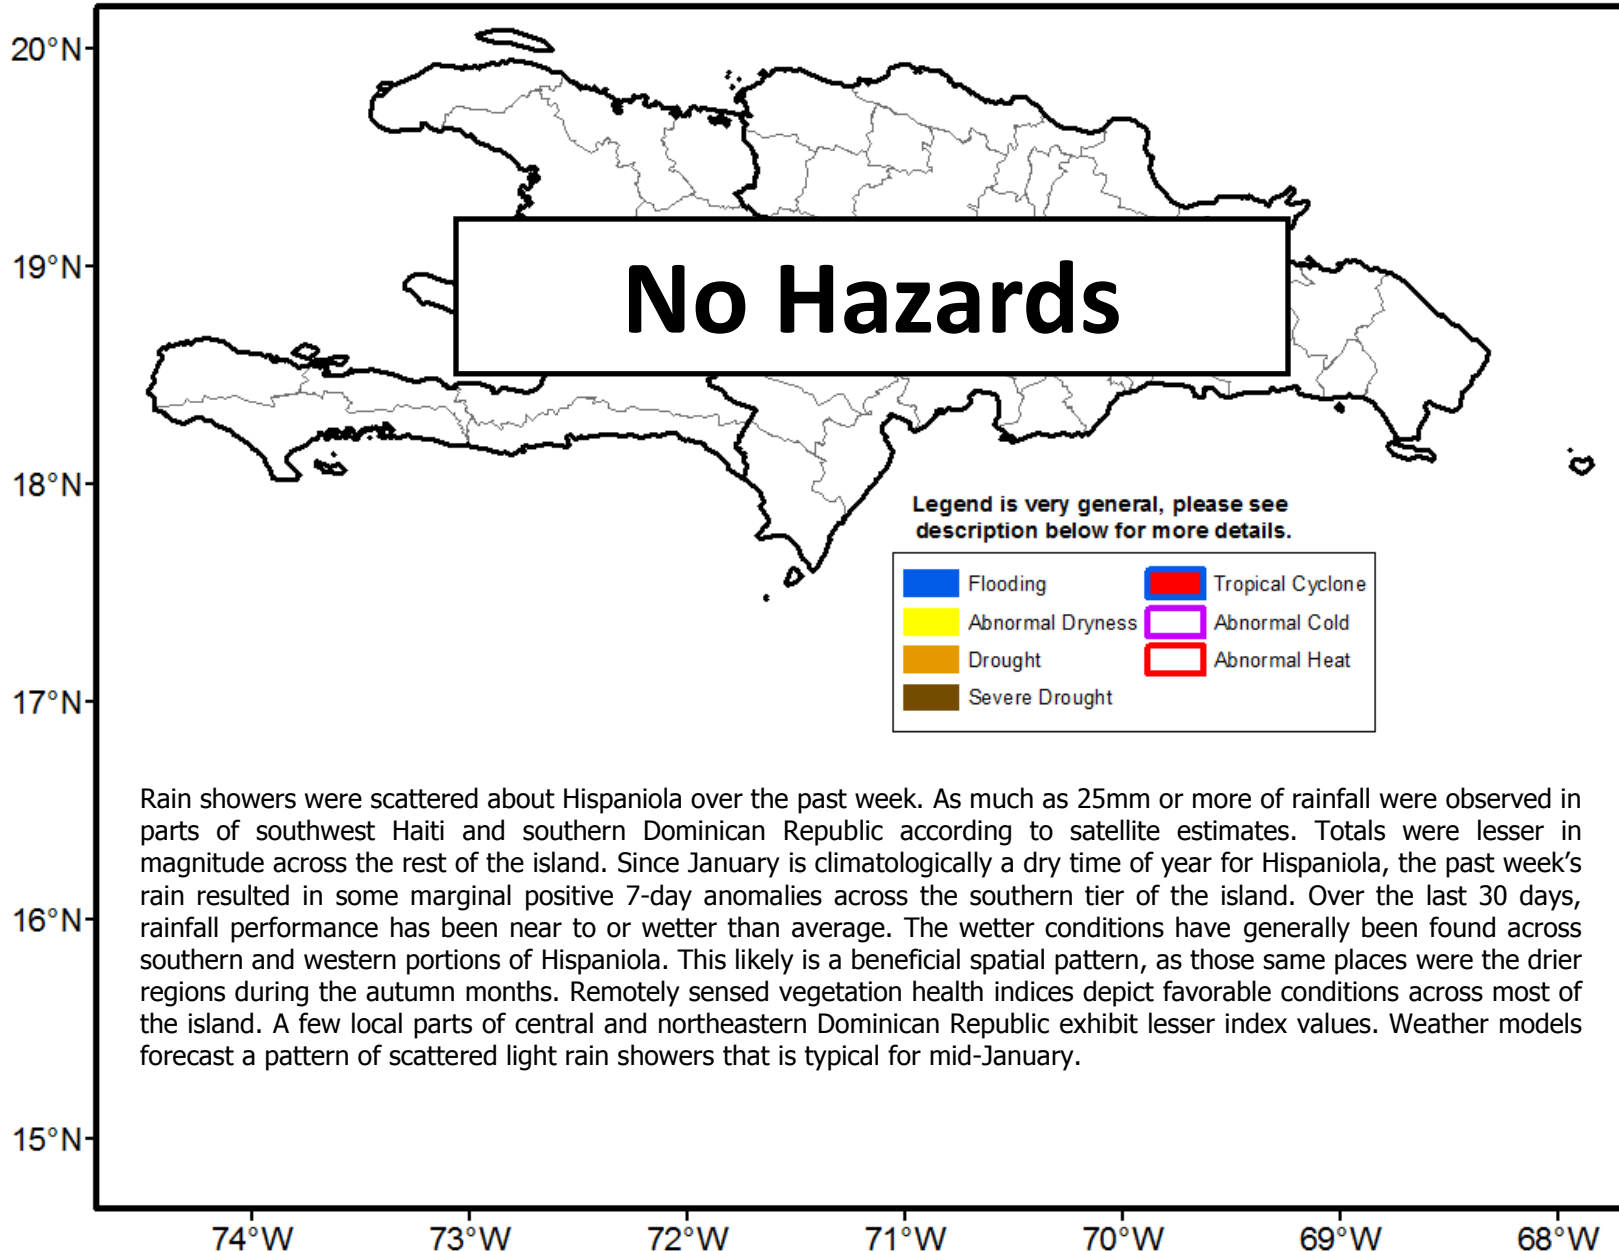 20°N
19°N
18°N
17°N
16°N
15°N
No Hazards
Legend is very general, please see
description below for more details.
Flooding
Tropical Cyclone
Abnormal Dryness
Abnormal Cold
Drought
Abnormal Heat
Severe Drought
Rain showers were scattered about Hispaniola over the past week. As much as 25mm or more of rainfall were observed in
parts of southwest Haiti and southern Dominican Republic according to satellite estimates. Totals were lesser in
magnitude across the rest of the island. Since January is climatologically a dry time of year for Hispaniola, the past week’s
rain resulted in some marginal positive 7-day anomalies across the southern tier of the island. Over the last 30 days,
rainfall performance has been near to or wetter than average. The wetter conditions have generally been found across
southern and western portions of Hispaniola. This likely is a beneficial spatial pattern, as those same places were the drier
regions during the autumn months. Remotely sensed vegetation health indices depict favorable conditions across most of
the island. A few local parts of central and northeastern Dominican Republic exhibit lesser index values. Weather models
forecast a pattern of scattered light rain showers that is typical for mid-January.
74°W
73°W
72°W
71°W
70°W
69°W
68°W